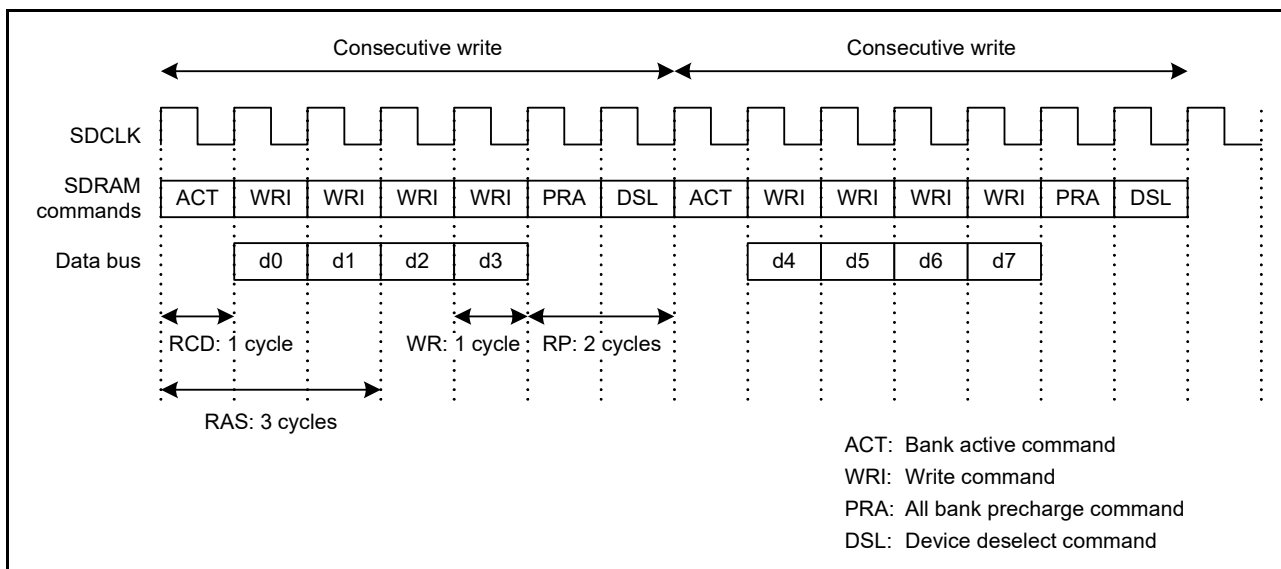 Consecutive write Consecutive write
SDCLK
SDRAM commands ACT WRI WRI WRI WRI PRA DSL ACT WRI WRI WRI WRI PRA DSL
Data bus d0 d1 d2 d3 d4 d5 d6 d7
RCD: 1 cycle WR: 1 cycle RP: 2 cycles
RAS: 3 cycles
ACT: Bank active command
WRI: Write command
PRA: All bank precharge command
DSL: Device deselect command